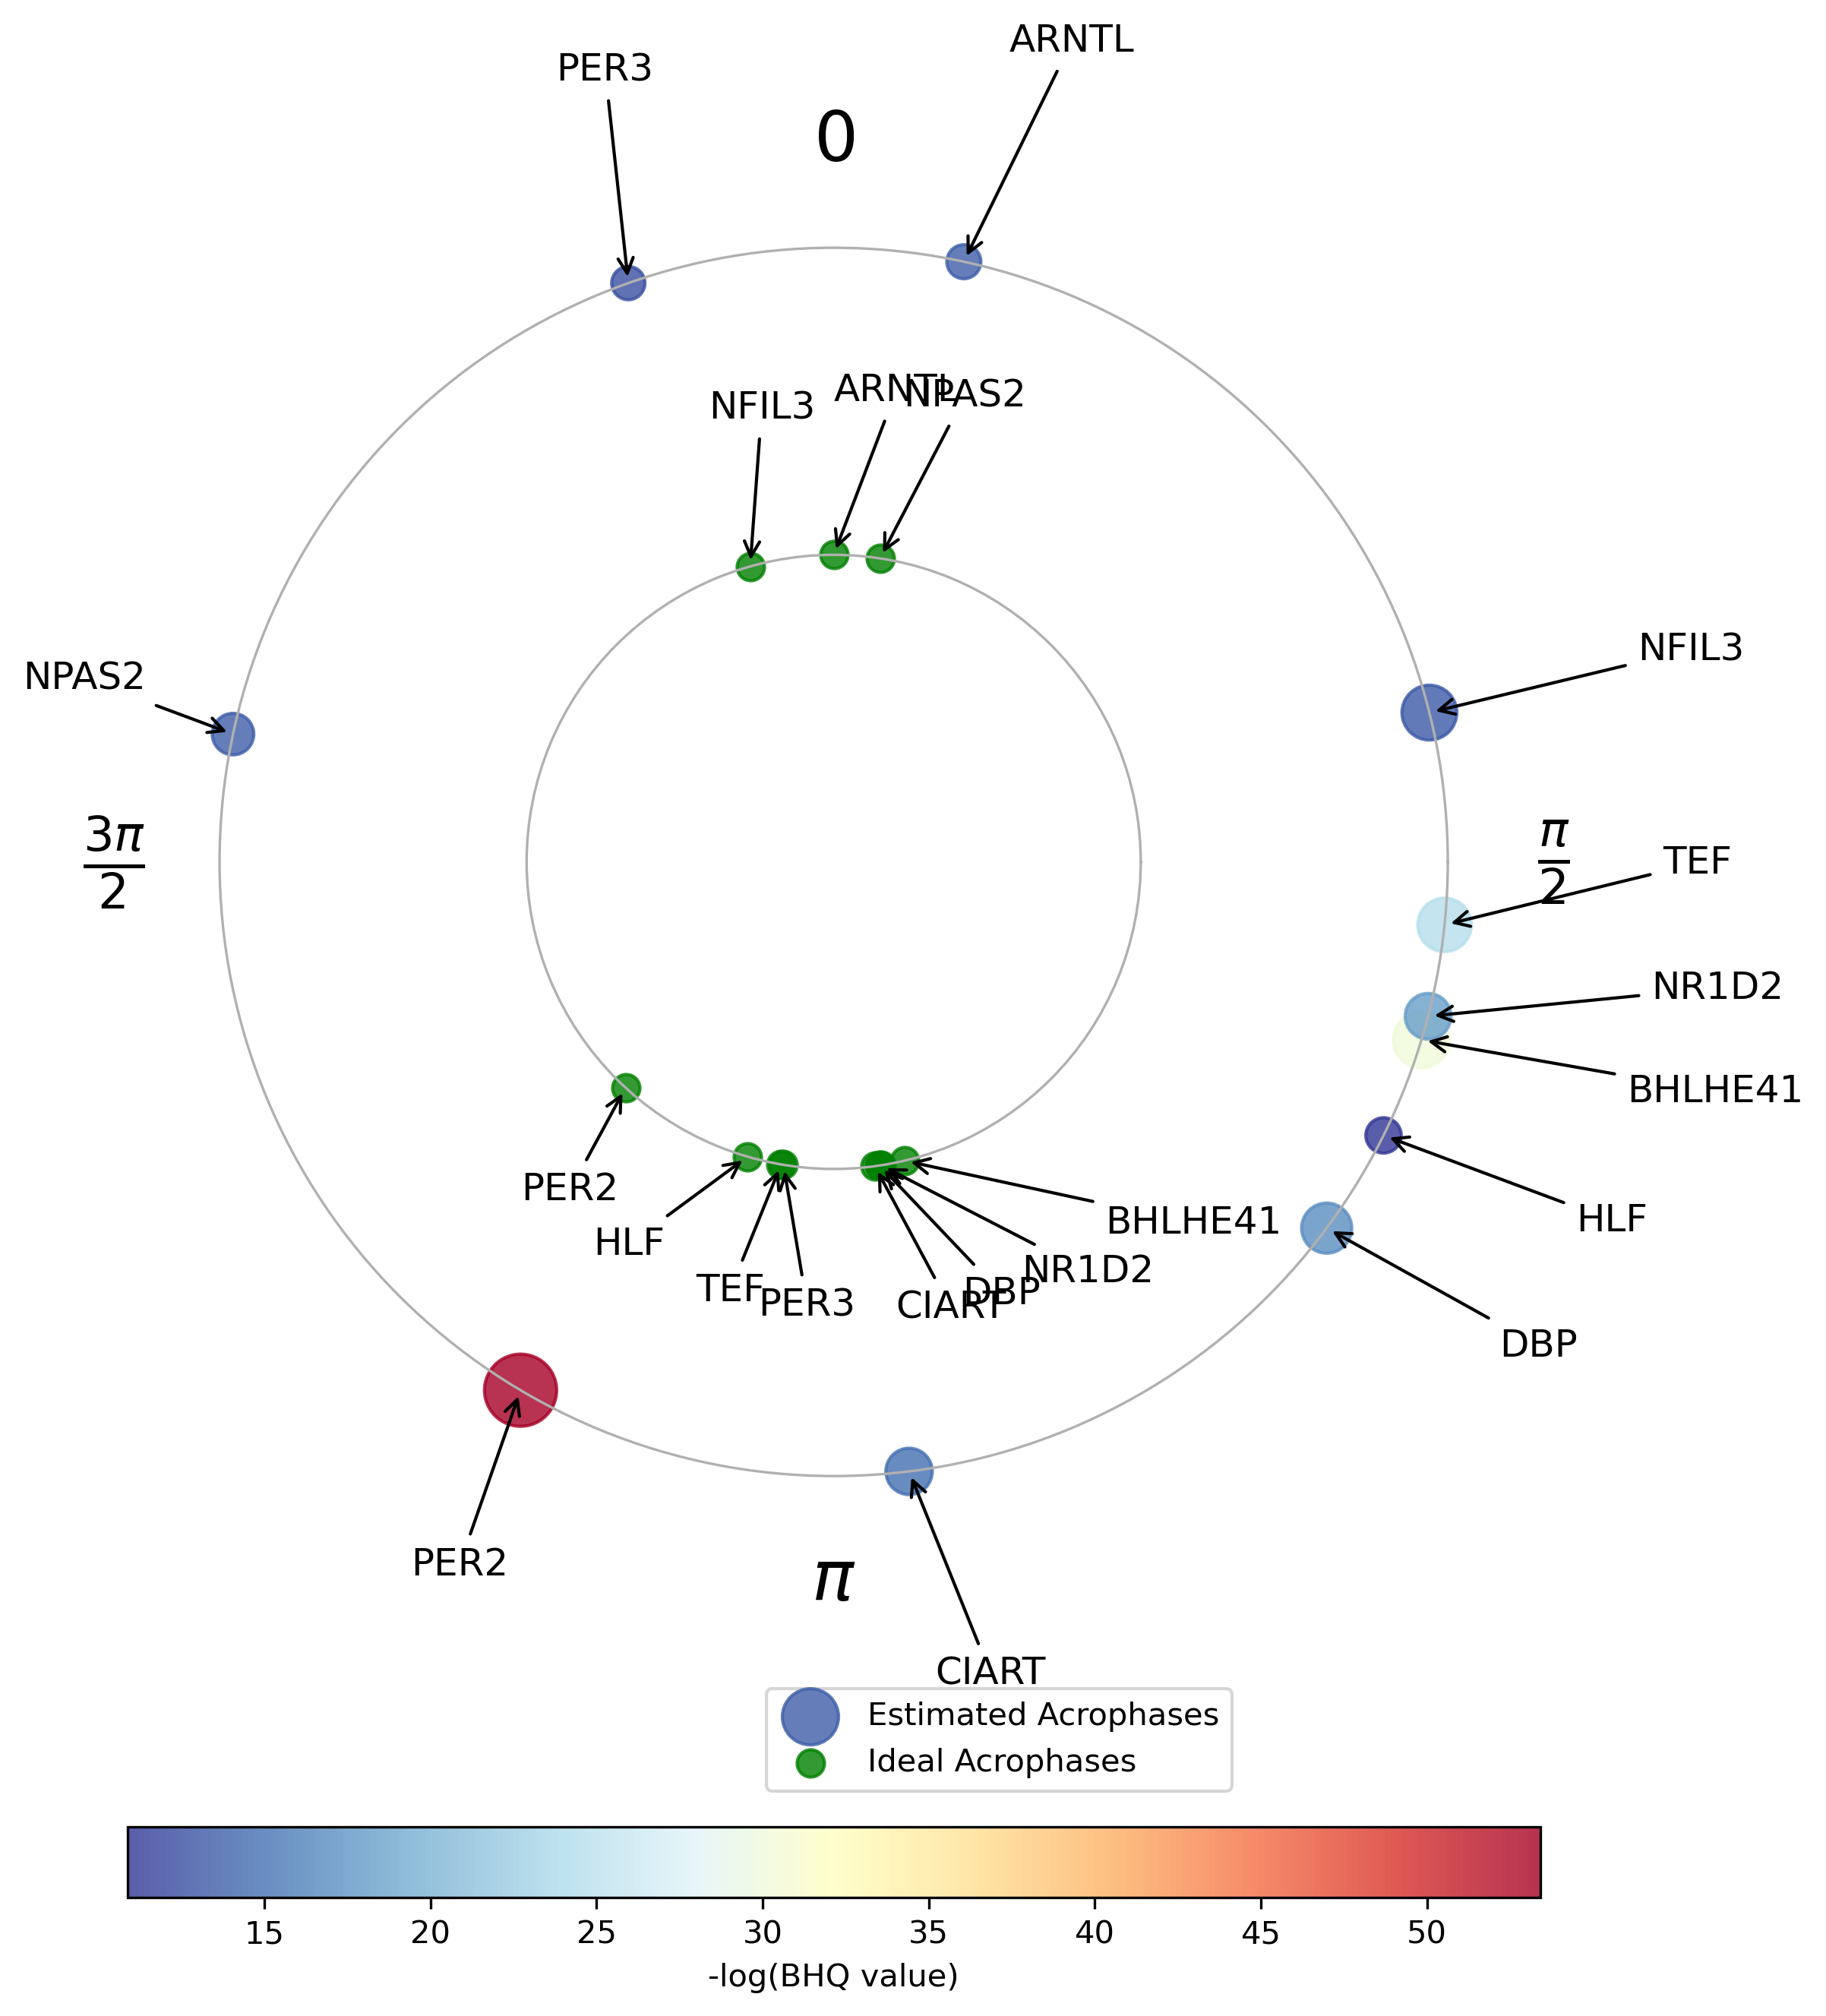 ARNTL
PER3
0
NFIL3
ARNTL
NPAS2
NFIL3
NPAS2
3π
2
π
2
TEF
NR1D2
BHLHE41
PER2
HLF
BHLHE41
HLF
TEF
PER3
CIART
DBP
NR1D2
DBP
PER2
π
CIART
Estimated Acrophases
Ideal Acrophases
15 20 25 30 35 40 45 50
-log(BHQ value)